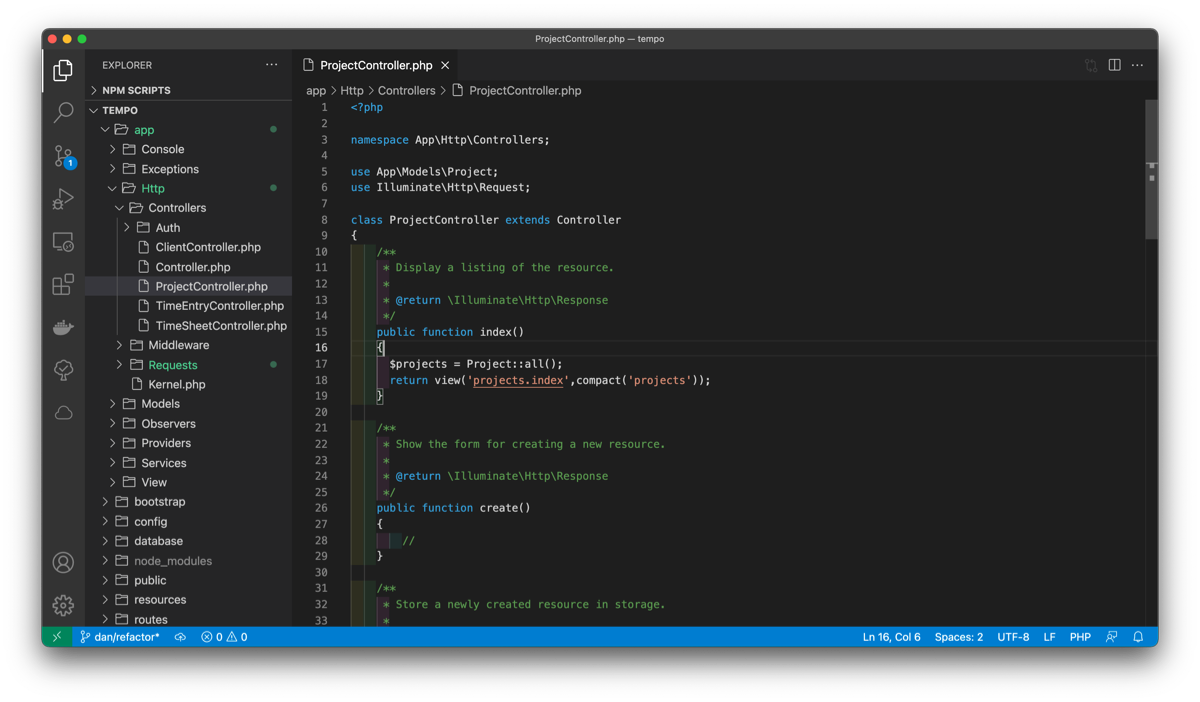 ProjectController.php — tempo
EXPLORER
NPM SCRIPTS
TEMPO
app
Console
Exceptions
Http
Controllers
Auth
ClientController.php
Controller.php
ProjectController.php
TimeEntryController.php
TimeSheetController.php
Middleware
Requests
Kernel.php
Models
Observers
Providers
Services
View
bootstrap
config
database
node_modules
public
resources
routes
1
ProjectController.php
app > Http > Controllers > ProjectController.php
1 <?php
2
3 namespace App\Http\Controllers;
4
5 use App\Models\Project;
6 use Illuminate\Http\Request;
7
8 class ProjectController extends Controller
9 {
10 /**
11 * Display a listing of the resource.
12 *
13 * @return \Illuminate\Http\Response
14 */
15 public function index()
16 {
17 $projects = Project::all();
18 return view('projects.index',compact('projects'));
19 }
20
21 /**
22 * Show the form for creating a new resource.
23 *
24 * @return \Illuminate\Http\Response
25 */
26 public function create()
27 {
28 //
29 }
30
31 /**
32 * Store a newly created resource in storage.
33 *
dan/refactor* 0 0 Ln 16, Col 6 Spaces: 2 UTF-8 LF PHP